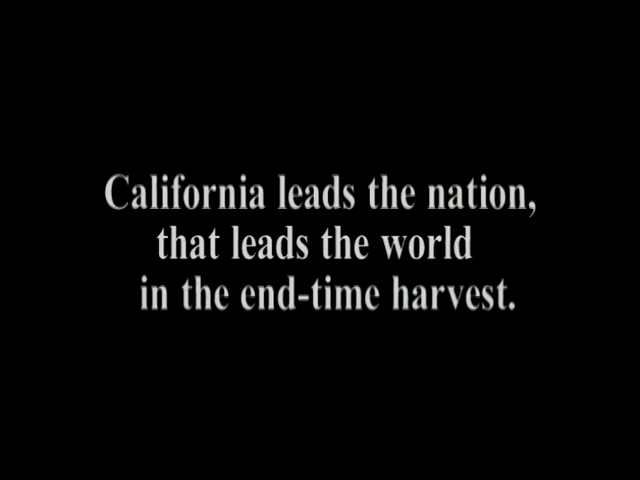 California leads the nation,
that leads the world
in the end-time harvest.